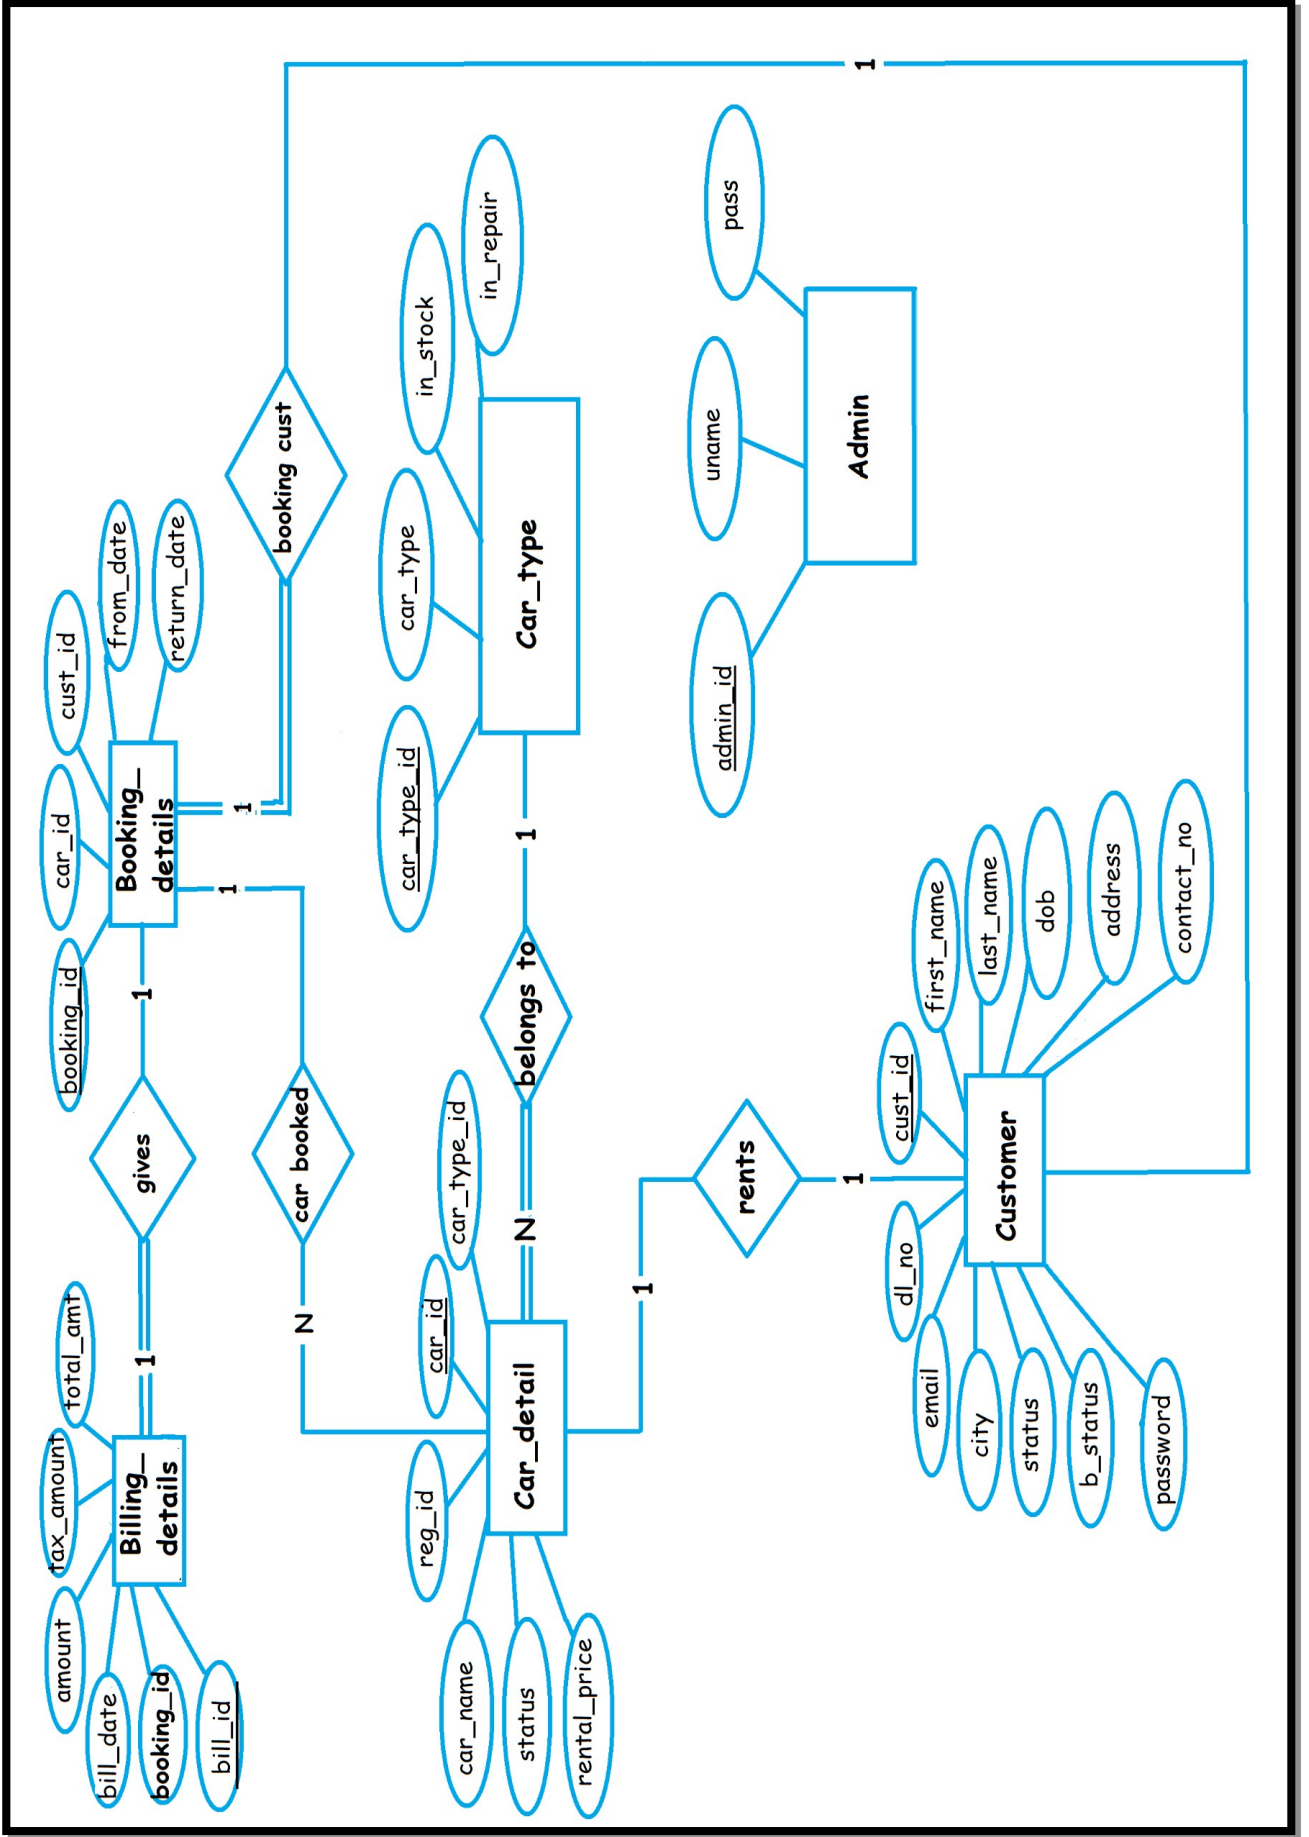 amount
tax_amount
total_amt
bill_date
booking_id
bill_id
Billing_
details
1
gives
1
booking_id
car_id
cust_id
from_date
return_date
Booking_
details
1
1
booking cust
1
N
car booked
reg_id
car_id
car_type_id
car_name
status
rental_price
Car_detail
N
belongs to
1
car_type_id
car_type
in_stock
in_repair
Car_type
1
rents
1
admin_id
uname
pass
Admin
email
dl_no
cust_id
first_name
last_name
dob
address
contact_no
city
status
b_status
password
Customer